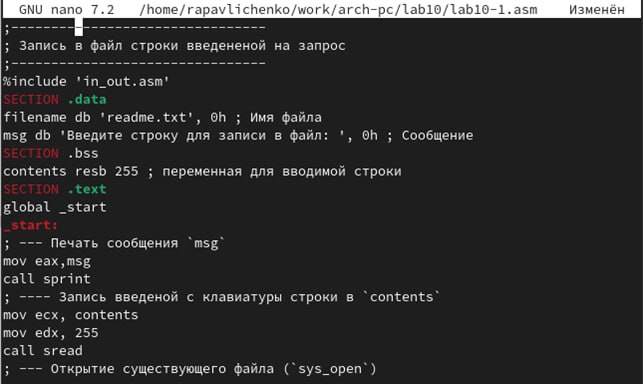 GNU nano 7.2 /home/rapavlichenko/work/arch-pc/lab10/lab10-1.asm Изменён
;-------------------------------
; Запись в файл строки введененой на запрос
;-------------------------------
%include 'in_out.asm'
SECTION .data
filename db 'readme.txt', 0h ; Имя файла
msg db 'Введите строку для записи в файл: ', 0h ; Сообщение
SECTION .bss
contents resb 255 ; переменная для вводимой строки
SECTION .text
global _start
_start:
; --- Печать сообщения `msg`
mov eax,msg
call sprint
; ---- Запись введеной с клавиатуры строки в `contents`
mov ecx, contents
mov edx, 255
call sread
; --- Открытие существующего файла (`sys_open`)